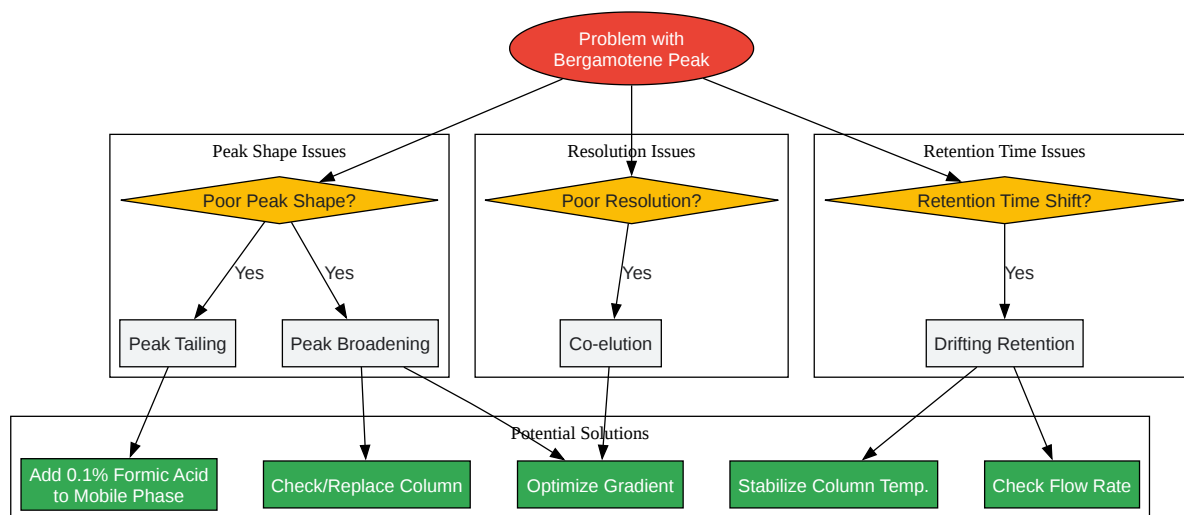 Problem with
Bergamotene Peak
Peak Shape Issues
Resolution Issues
Retention Time Issues
Poor Peak Shape?
Poor Resolution?
Retention Time Shift?
Yes
Yes
Yes
Yes
Peak Tailing
Peak Broadening
Co-elution
Drifting Retention
Potential Solutions
Add 0.1% Formic Acid
to Mobile Phase
Check/Replace Column
Optimize Gradient
Stabilize Column Temp.
Check Flow Rate